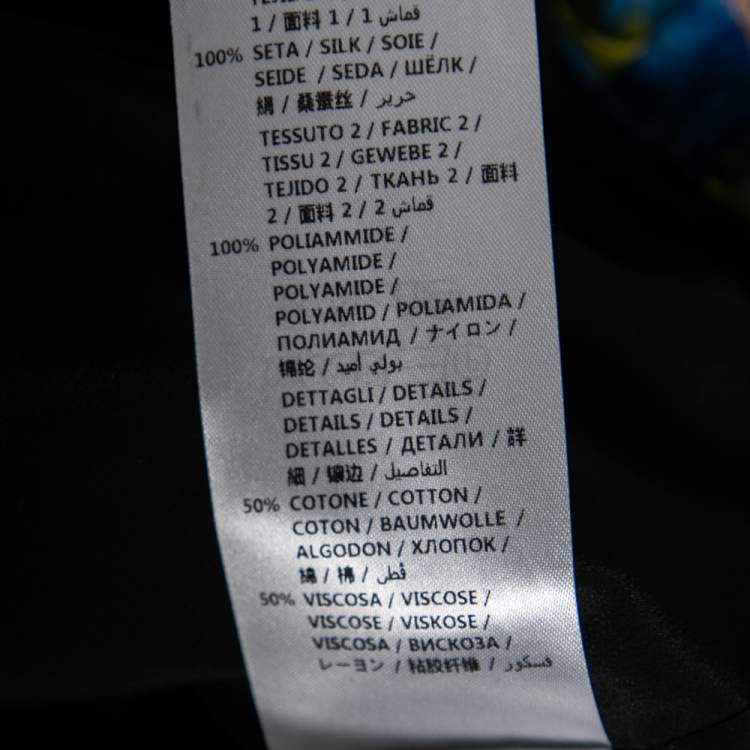 1 / 面料 1 / 1 قماش
100% SETA / SILK / SOIE /
SEIDE / SEDA / ШЁЛК /
絹 / 桑蚕丝 / حرير
TESSUTO 2 / FABRIC 2 /
TISSU 2 / GEWEBE 2 /
TEJIDO 2 / ТКАНЬ 2 / 面料
2 / 面料 2 / 2 قماش
100% POLIAMMIDE /
POLYAMIDE /
POLYAMIDE /
POLYAMID / POLIAMIDA /
ПОЛИАМИД / ナイロン /
锦纶 / بولي أميد
DETTAGLI / DETAILS /
DETAILS / DETAILS /
DETALLES / ДЕТАЛИ / 詳
細 / 镶边 / التفاصيل
50% COTONE / COTTON /
COTON / BAUMWOLLE /
ALGODON / ХЛОПОК /
綿 / 棉 / قُطن
50% VISCOSA / VISCOSE /
VISCOSE / VISKOSE /
VISCOSA / ВИСКОЗА /
レーヨン / 粘胶纤维 / فسكور